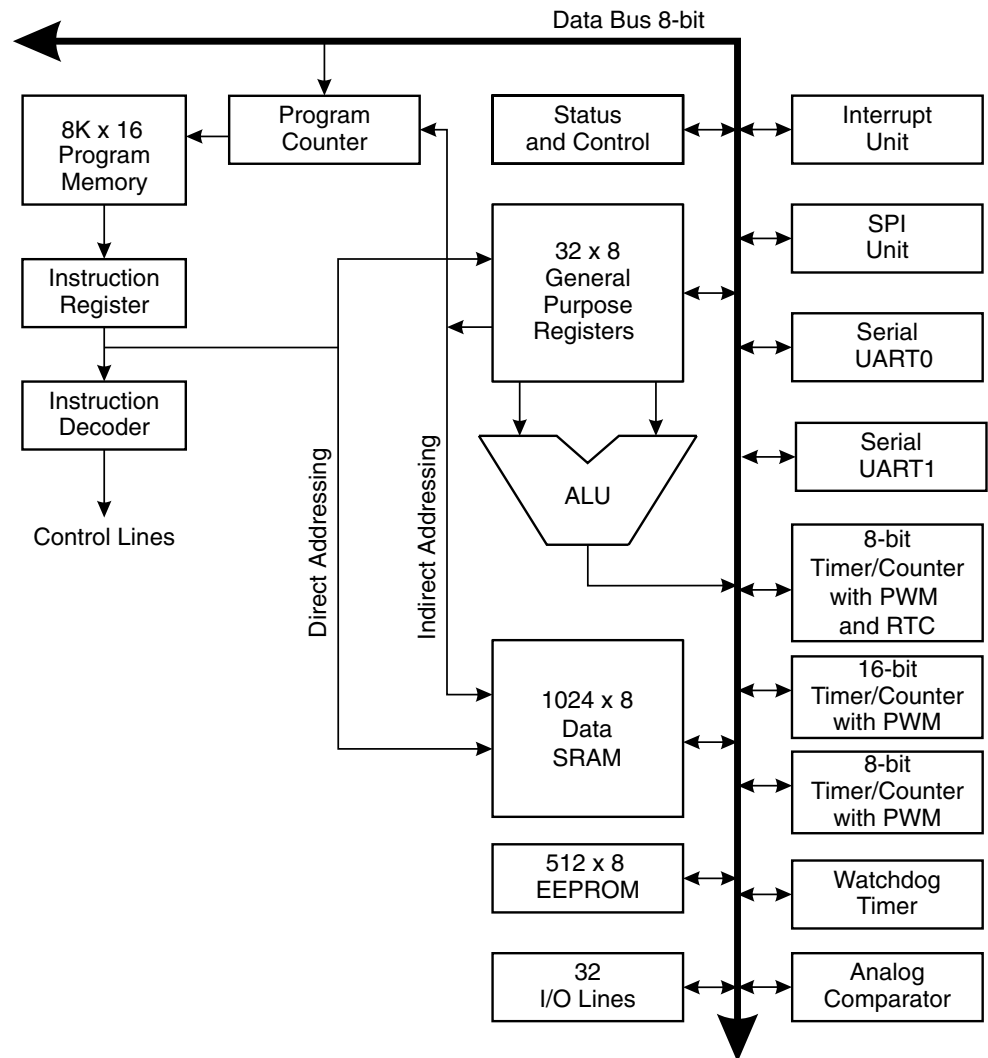 Data Bus 8-bit
8K x 16
Program
Memory
Program
Counter
Status
and Control
Interrupt
Unit
32 x 8
General
Purpose
Registers
SPI
Unit
Instruction
Register
Serial
UART0
Instruction
Decoder
Serial
UART1
ALU
Control Lines
Direct Addressing
Indirect Addressing
8-bit
Timer/Counter
with PWM
and RTC
1024 x 8
Data
SRAM
16-bit
Timer/Counter
with PWM
8-bit
Timer/Counter
with PWM
512 x 8
EEPROM
Watchdog
Timer
32
I/O Lines
Analog
Comparator